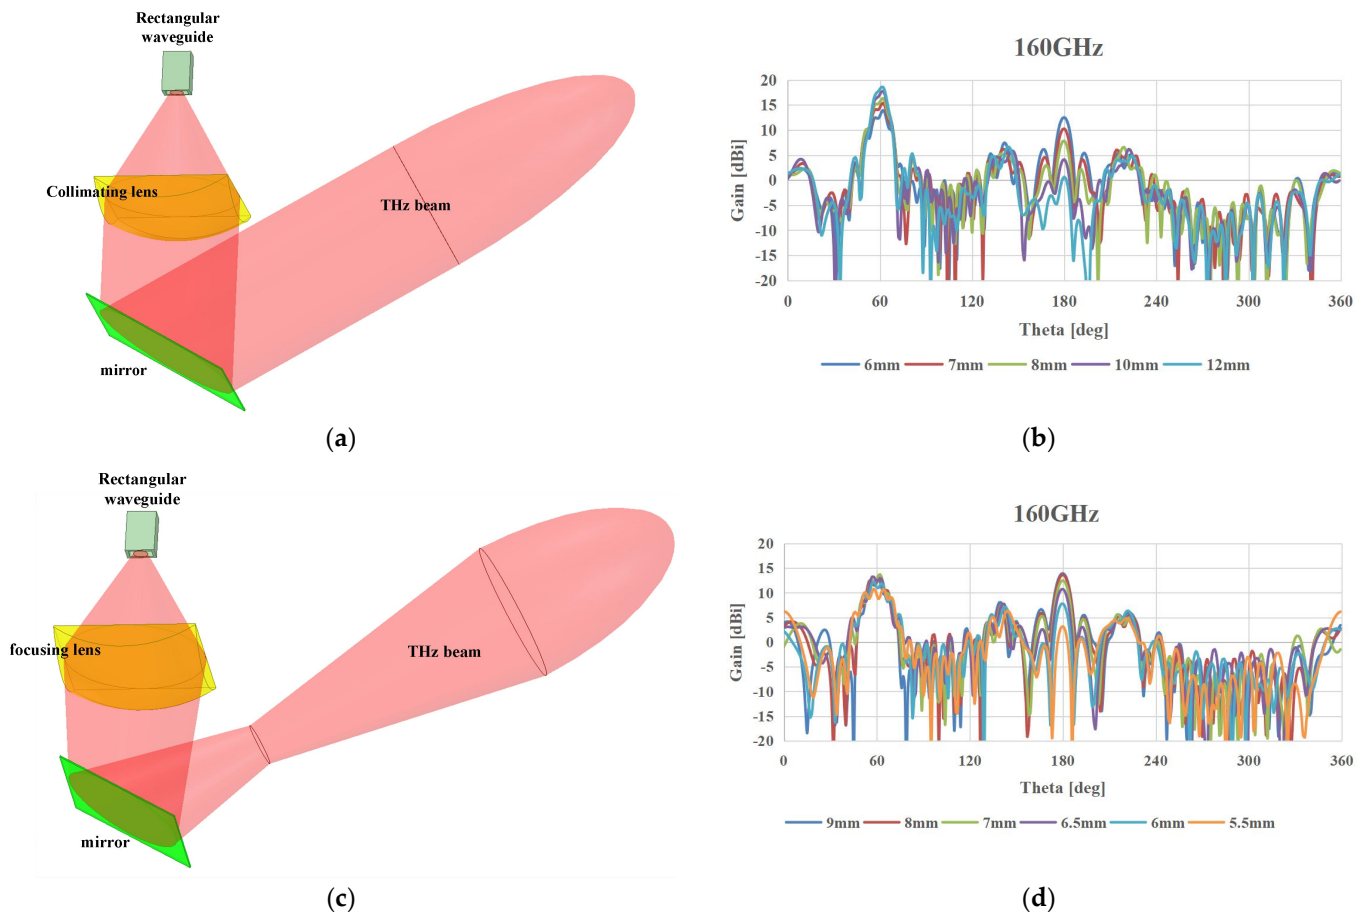 Rectangular
waveguide
Collimating lens
THz beam
mirror
(a)
160GHz
Gain [dBi]
20
15
10
5
0
-5
-10
-15
-20
0 60 120 180 240 300 360
Theta [deg]
6mm 7mm 8mm 10mm 12mm
(b)
Rectangular
waveguide
focusing lens
THz beam
mirror
(c)
160GHz
Gain [dBi]
20
15
10
5
0
-5
-10
-15
-20
0 60 120 180 240 300 360
Theta [deg]
9mm 8mm 7mm 6.5mm 6mm 5.5mm
(d)